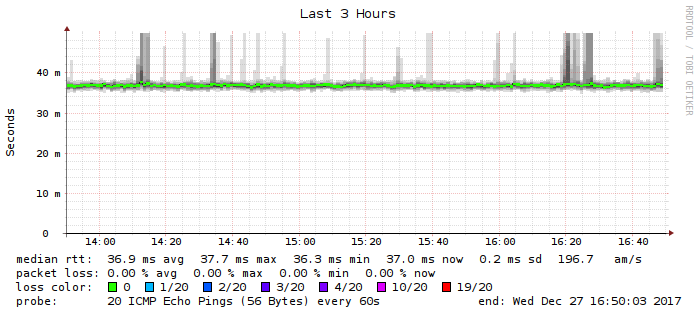 Last 3 Hours
RRDTOOL / TOBI OETIKER
Seconds
40 m
30 m
20 m
10 m
0
14:00 14:20 14:40 15:00 15:20 15:40 16:00 16:20 16:40
median rtt: 36.9 ms avg 37.7 ms max 36.3 ms min 37.0 ms now 0.2 ms sd 196.7 am/s
packet loss: 0.00 % avg 0.00 % max 0.00 % min 0.00 % now
loss color: 0 1/20 2/20 3/20 4/20 10/20 19/20
probe: 20 ICMP Echo Pings (56 Bytes) every 60s end: Wed Dec 27 16:50:03 2017